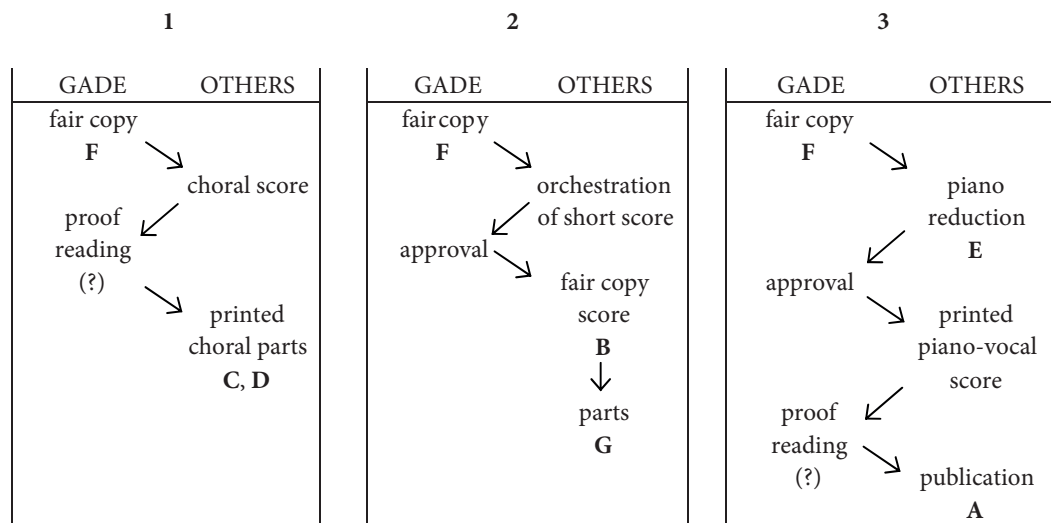 1
GADE OTHERS
fair copy
F
choral score
proof
reading
(?)
printed
choral parts
C, D
2
GADE OTHERS
fair copy
F
orchestration
of short score
approval
fair copy
score
B
parts
G
3
GADE OTHERS
fair copy
F
piano
reduction
E
approval
printed
piano-vocal
score
proof
reading
(?)
publication
A